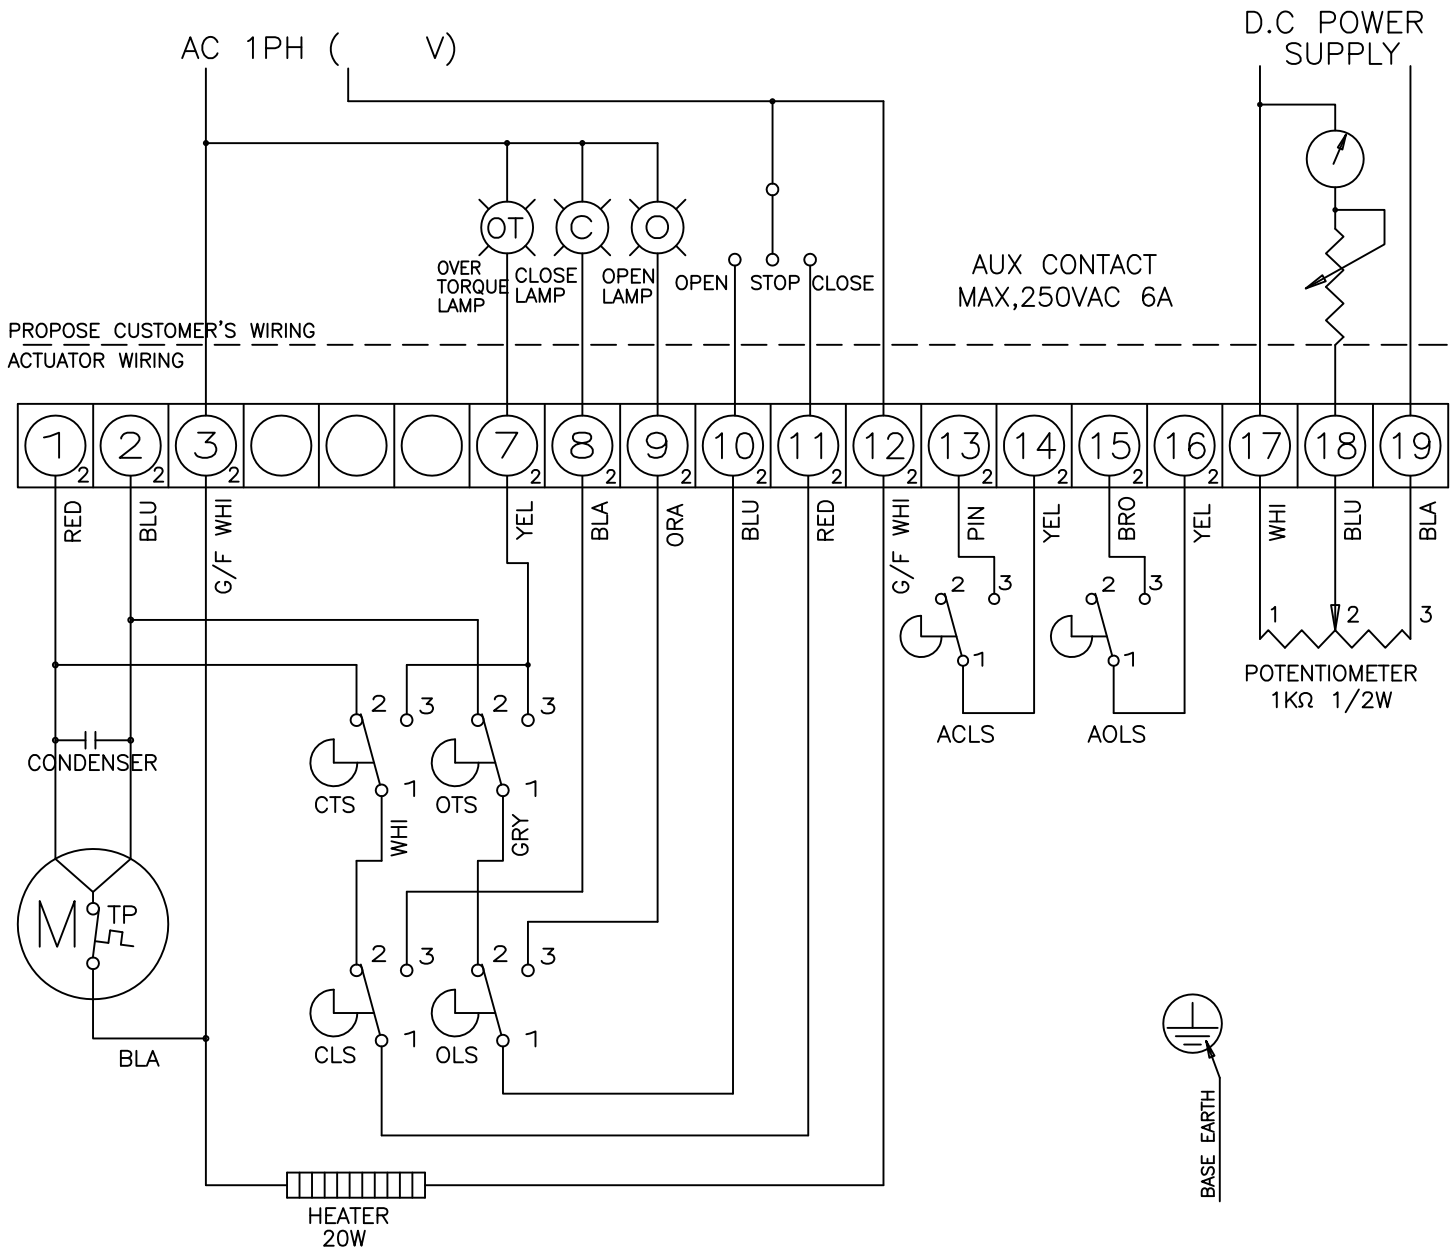 AC 1PH (     V)
D.C POWER
SUPPLY
OT
C
O
OVER
TORQUE
LAMP
CLOSE
LAMP
OPEN
LAMP
OPEN
STOP
CLOSE
AUX CONTACT
MAX,250VAC 6A
PROPOSE CUSTOMER'S WIRING
ACTUATOR WIRING
1 2 3 7 8 9 10 11 12 13 14 15 16 17 18 19
2 2 2 2 2 2 2 2 2 2 2 2 2
RED
BLU
G/F WHI
YEL
BLA
ORA
BLU
RED
G/F WHI
PIN
YEL
BRO
YEL
WHI
BLU
BLA
2 3
1
ACLS
2 3
1
AOLS
1 2 3
POTENTIOMETER
1KΩ 1/2W
CONDENSER
2 3
1
CTS
2 3
1
OTS
WHI
GRY
M
TP
BLA
2 3
1
CLS
2 3
1
OLS
BASE EARTH
HEATER
20W